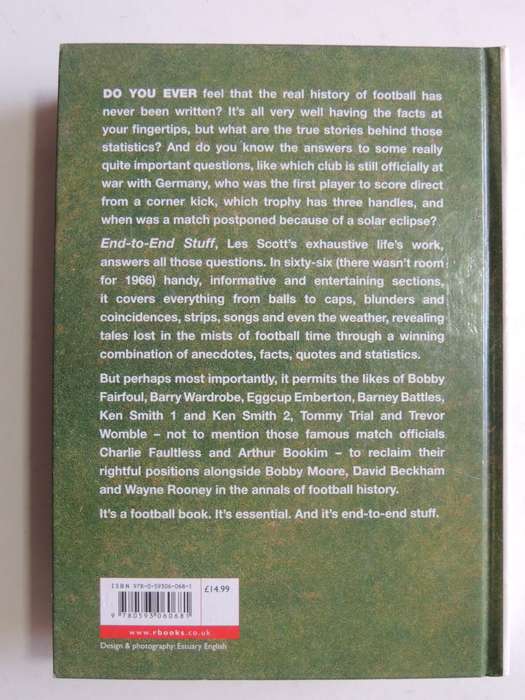 DO YOU EVER feel that the real history of football has
never been written? It's all very well having the facts at
your fingertips, but what are the true stories behind those
statistics? And do you know the answers to some really
quite important questions, like which club is still officially at
war with Germany, who was the first player to score direct
from a corner kick, which trophy has three handles, and
when was a match postponed because of a solar eclipse?
End-to-End Stuff, Les Scott's exhaustive life's work,
answers all those questions. In sixty-six (there wasn't room
for 1966) handy, informative and entertaining sections,
it covers everything from balls to caps, blunders and
coincidences, strips, songs and even the weather, revealing
tales lost in the mists of football time through a winning
combination of anecdotes, facts, quotes and statistics.
But perhaps most importantly, it permits the likes of Bobby
Fairfoul, Barry Wardrobe, Eggcup Emberton, Barney Battles,
Ken Smith 1 and Ken Smith 2, Tommy Trial and Trevor
Womble – not to mention those famous match officials
Charlie Faultless and Arthur Bookim – to reclaim their
rightful positions alongside Bobby Moore, David Beckham
and Wayne Rooney in the annals of football history.
It's a football book. It's essential. And it's end-to-end stuff.
ISBN 978-0-59306-068-1
£14.99
9 780593 060681
www.rbooks.co.uk
Design & photography: Estuary English